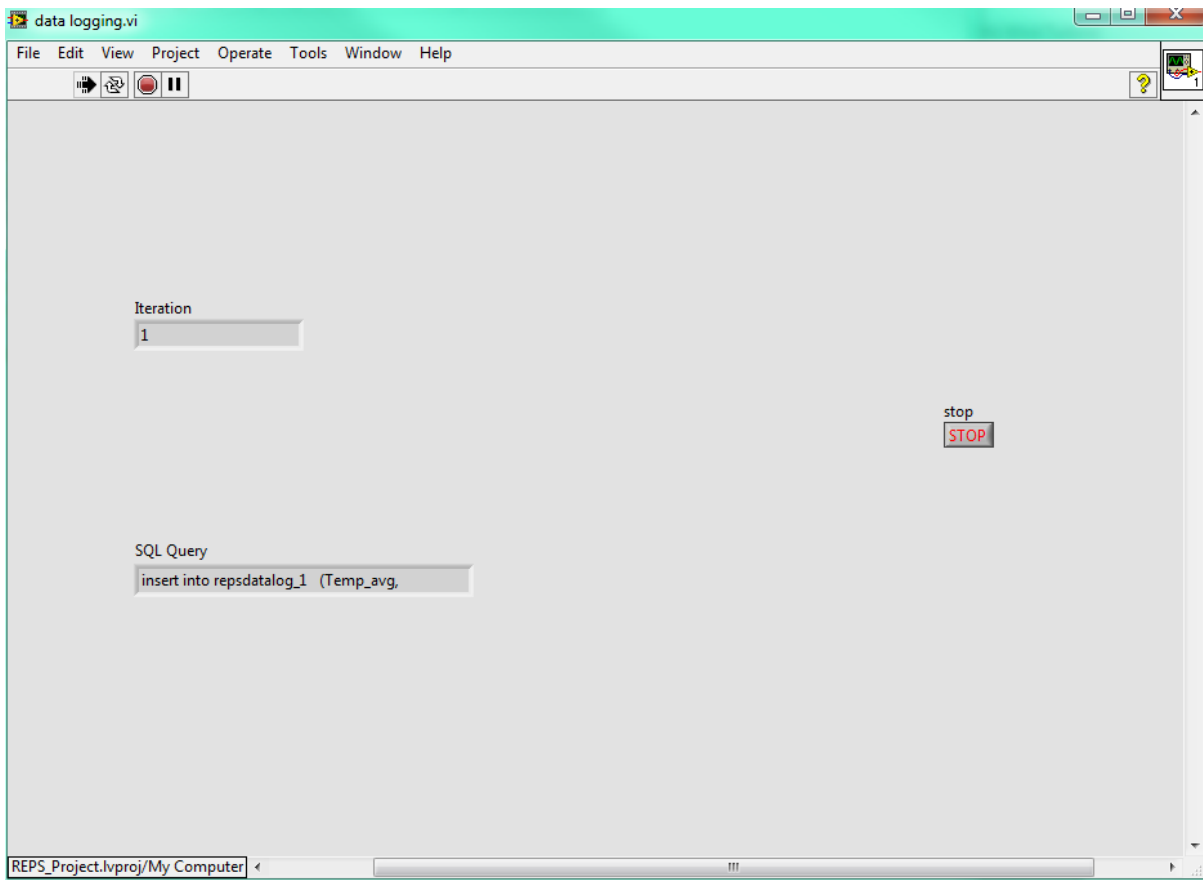 data logging.vi
File Edit View Project Operate Tools Window Help
?
1
Iteration
1
stop
STOP
SQL Query
insert into repsdatalog_1 (Temp_avg,
REPS_Project.lvproj/My Computer